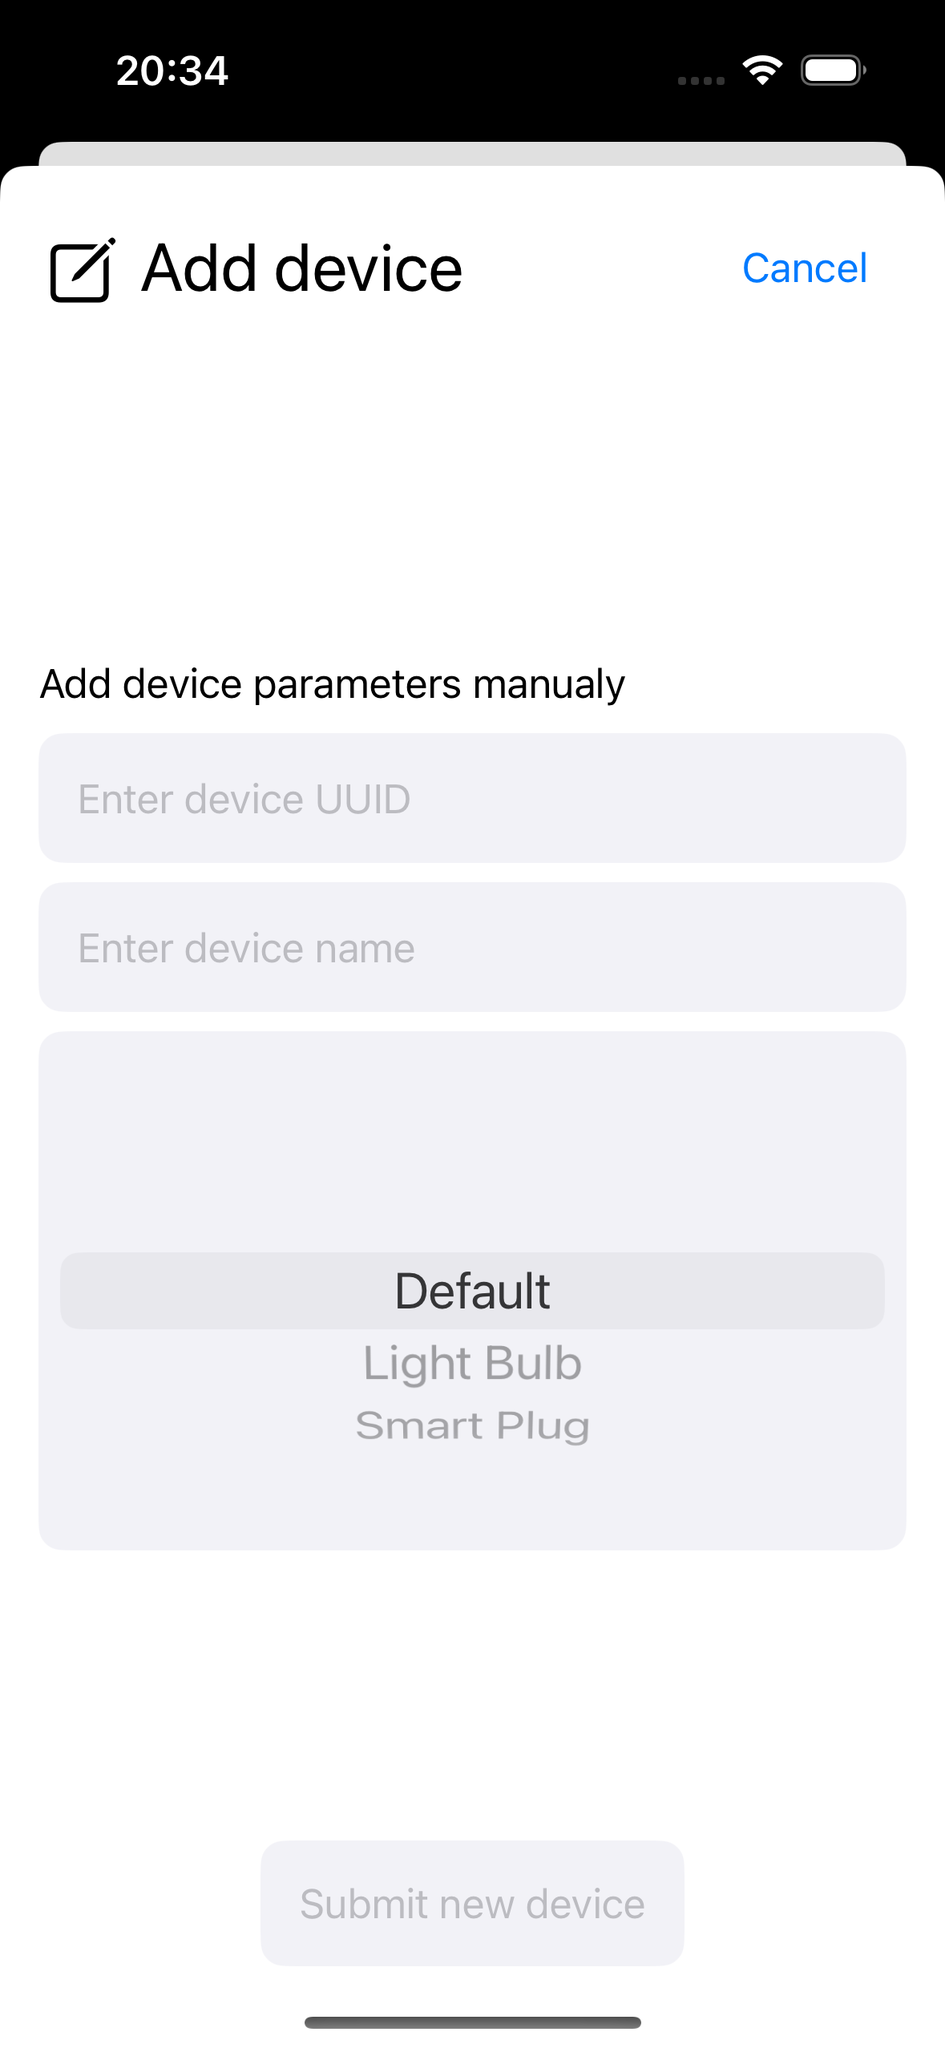 20:34
Add device
Cancel
Add device parameters manualy
Enter device UUID
Enter device name
Default
Light Bulb
Smart Plug
Submit new device